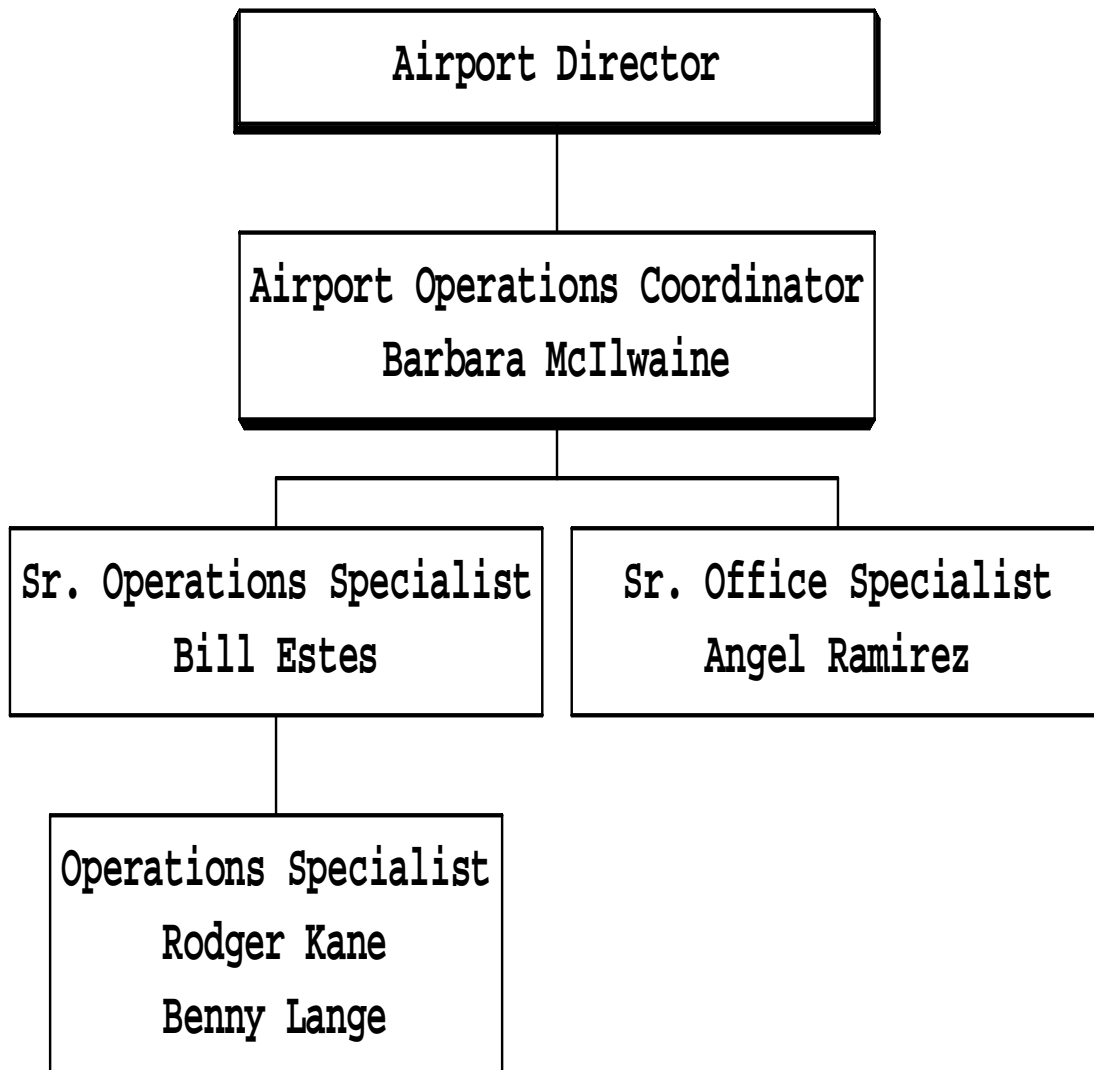 Airport Director
Airport Operations Coordinator
Barbara McIlwaine
Sr. Operations Specialist
Bill Estes
Sr. Office Specialist
Angel Ramirez
Operations Specialist
Rodger Kane
Benny Lange